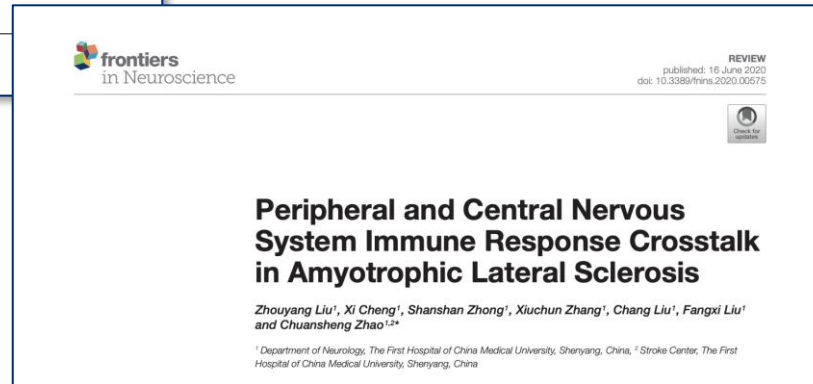 frontiers
in Neuroscience
REVIEW
published: 16 June 2020
doi: 10.3389/fnins.2020.00575
Check for
updates
Peripheral and Central Nervous
System Immune Response Crosstalk
in Amyotrophic Lateral Sclerosis
Zhouyang Liu¹, Xi Cheng¹, Shanshan Zhong¹, Xiuchun Zhang¹, Chang Liu¹, Fangxi Liu¹
and Chuansheng Zhao¹,²*
¹ Department of Neurology, The First Hospital of China Medical University, Shenyang, China, ² Stroke Center, The First
Hospital of China Medical University, Shenyang, China